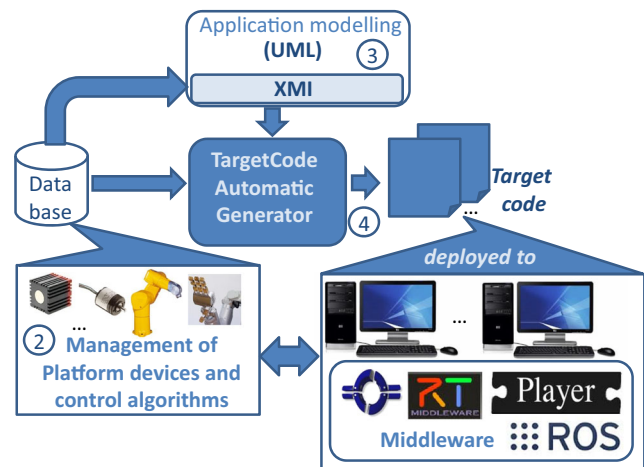 Application modelling
(UML)
3
XMI
Data
base
TargetCode
Automatic
Generator
4
Target
code
...
deployed to
...
...
2
Management of
Platform devices and
control algorithms
RT
MIDDLEWARE
Player
Middleware
ROS